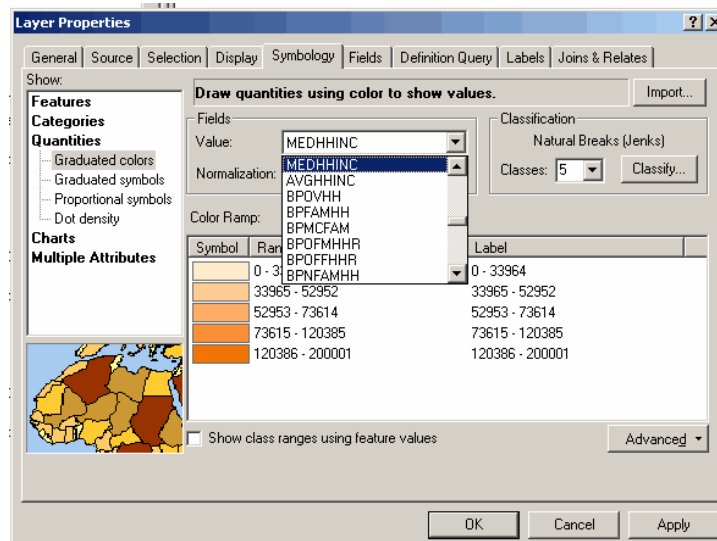 Layer Properties
General Source Selection Display Symbology Fields Definition Query Labels Joins & Relates
Show:
Features
Categories
Quantities
Graduated colors
Graduated symbols
Proportional symbols
Dot density
Charts
Multiple Attributes
Draw quantities using color to show values.
Import...
Fields
Value: MEDHHINC
Normalization:
MEDHHINC
AVGHHINC
BPOVHH
BPFAMHH
BPMCFAM
BPOFMHHR
BPOFFHHR
BPNFAMHH
Classification
Natural Breaks (Jenks)
Classes: 5 Classify...
Color Ramp:
Symbol Label
0 - 33964
33965 - 52952 33965 - 52952
52953 - 73614 52953 - 73614
73615 - 120385 73615 - 120385
120386 - 200001 120386 - 200001
Show class ranges using feature values
Advanced
OK Cancel Apply